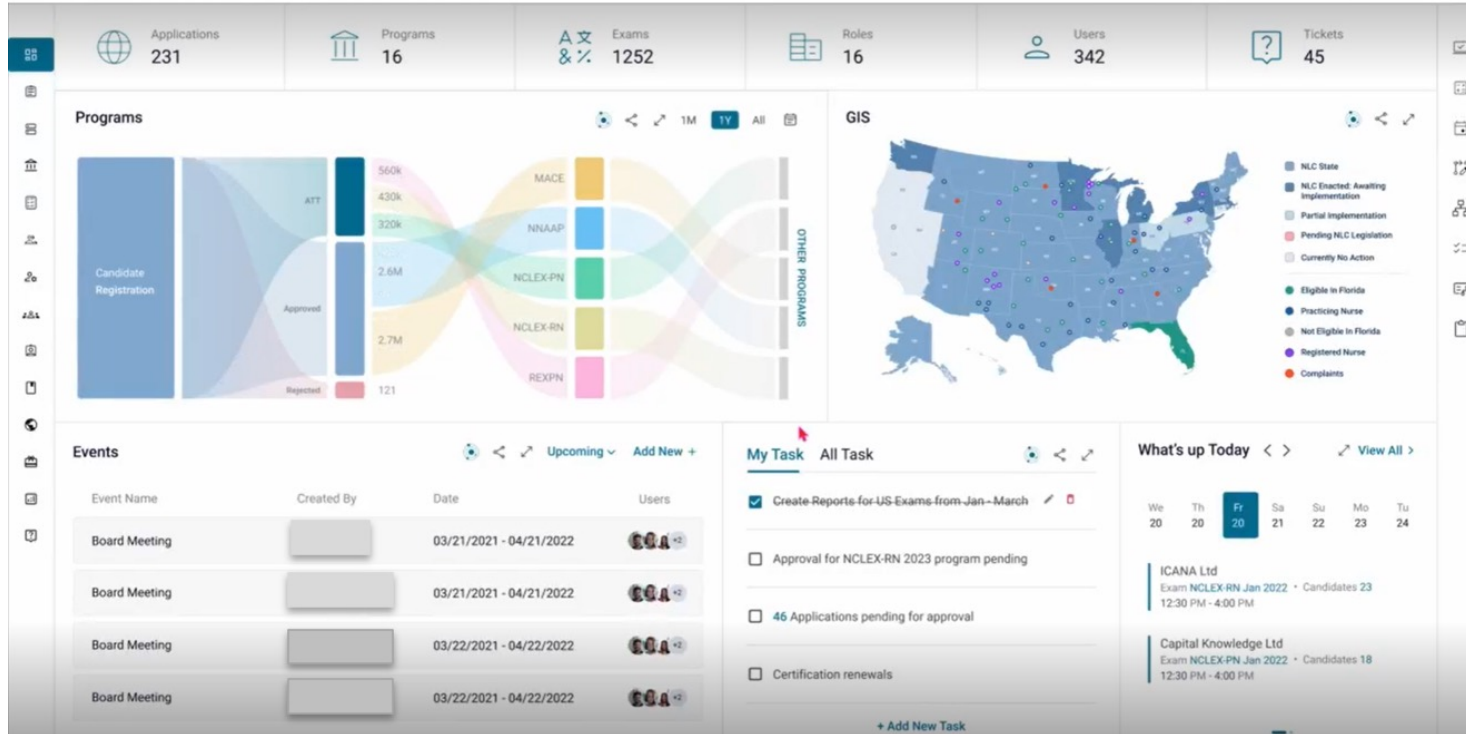 Applications
231
Programs
16
A文&% Exams
1252
Roles
16
Users
342
Tickets
45
Programs
1M 1Y All
Candidate
Registration
ATT
Approved
Rejected
560k
430k
320k
2.6M
2.7M
121
MACE
NNAAP
NCLEX-PN
NCLEX-RN
REXPN
OTHER PROGRAMS
GIS
NLC State
NLC Enacted: Awaiting
Implementation
Partial Implementation
Pending NLC Legislation
Currently No Action
Eligible In Florida
Practicing Nurse
Not Eligible In Florida
Registered Nurse
Complaints
Events
Upcoming Add New +
Event Name Created By Date Users
Board Meeting 03/21/2021 - 04/21/2022 +2
Board Meeting 03/21/2021 - 04/21/2022 +2
Board Meeting 03/22/2021 - 04/22/2022 +2
Board Meeting 03/22/2021 - 04/22/2022 +2
My Task All Task
Create Reports for US Exams from Jan - March
Approval for NCLEX-RN 2023 program pending
46 Applications pending for approval
Certification renewals
+ Add New Task
What's up Today < > View All >
We Th Fr Sa Su Mo Tu
20 20 20 21 22 23 24
ICANA Ltd
Exam NCLEX-RN Jan 2022 • Candidates 23
12:30 PM - 4:00 PM
Capital Knowledge Ltd
Exam NCLEX-PN Jan 2022 • Candidates 18
12:30 PM - 4:00 PM